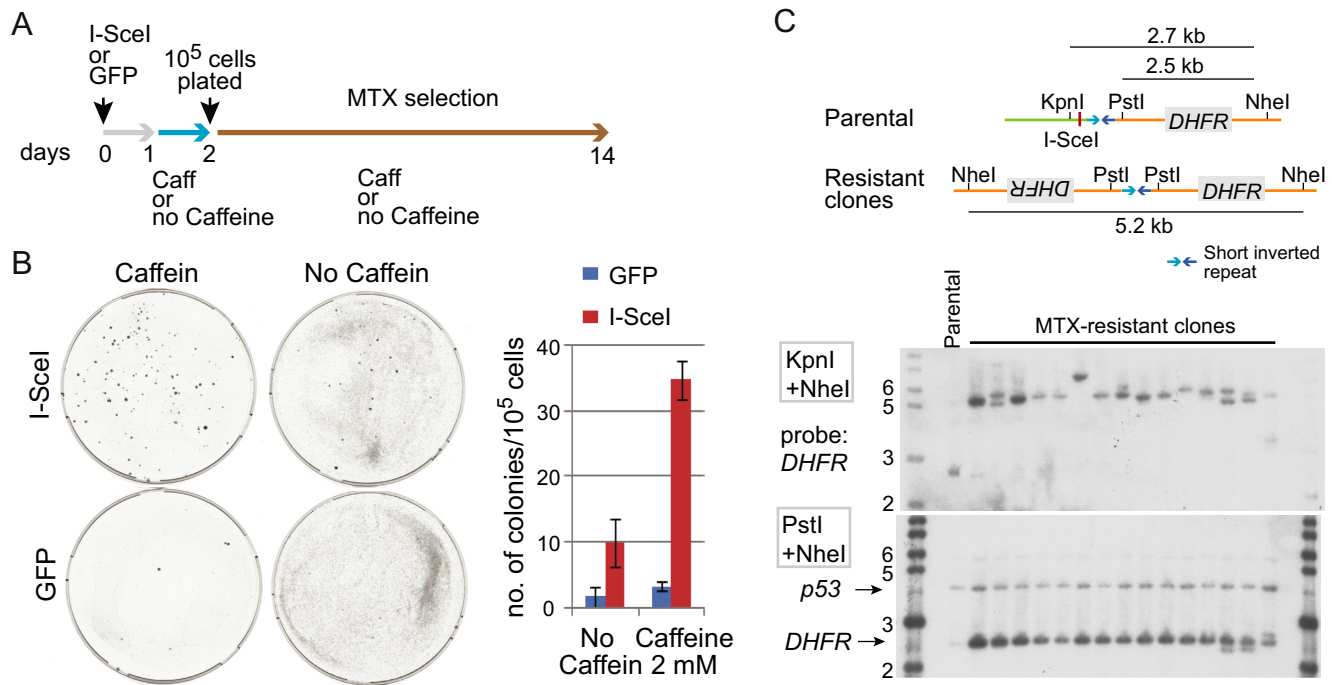 A
I-SceI
or
GFP
10⁵ cells
plated
MTX selection
days
0
1
2
14
Caff
or
no Caffeine
Caff
or
no Caffeine
B
Caffein
No Caffein
I-SceI
GFP
GFP
I-SceI
no. of colonies/10⁵ cells
40
30
20
10
0
No
Caffein
Caffeine
2 mM
C
2.7 kb
2.5 kb
Parental
KpnI
PstI
NheI
I-SceI
DHFR
Resistant
clones
NheI
PstI
PstI
NheI
DHFR
DHFR
5.2 kb
Short inverted
repeat
Parental
MTX-resistant clones
KpnI
+NheI
probe:
DHFR
6
5
3
2
PstI
+NheI
p53
DHFR
6
5
3
2